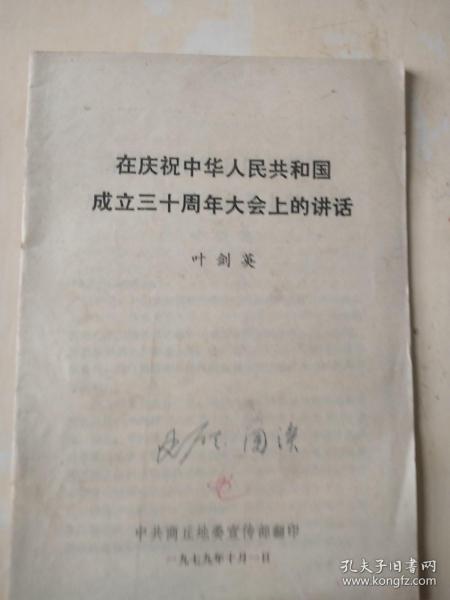 在庆祝中华人民共和国
成立三十周年大会上的讲话
叶剑英
中共商丘地委宣传部翻印
一九七九年十月一日
孔夫子旧书网
www.kongfz.com